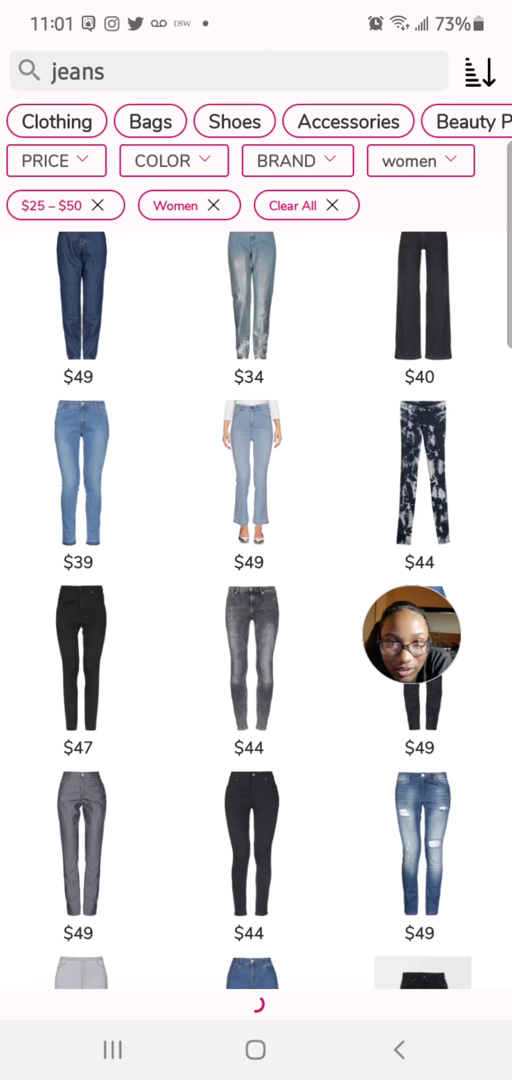 11:01 DSW 73%
jeans
Clothing Bags Shoes Accessories Beauty P
PRICE COLOR BRAND women
$25 – $50 Women Clear All
$49 $34 $40
$39 $49 $44
$47 $44 $49
$49 $44 $49